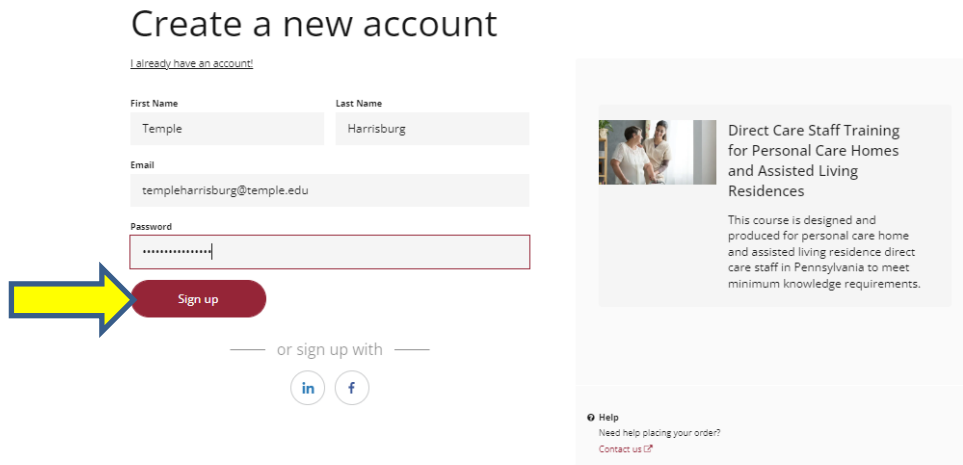 Create a new account
I already have an account!
First Name
Last Name
Temple
Harrisburg
Email
templeharrisburg@temple.edu
Password
••••••••••••••••
Sign up
or sign up with
in
f
Direct Care Staff Training
for Personal Care Homes
and Assisted Living
Residences
This course is designed and
produced for personal care home
and assisted living residence direct
care staff in Pennsylvania to meet
minimum knowledge requirements.
Help
Need help placing your order?
Contact us